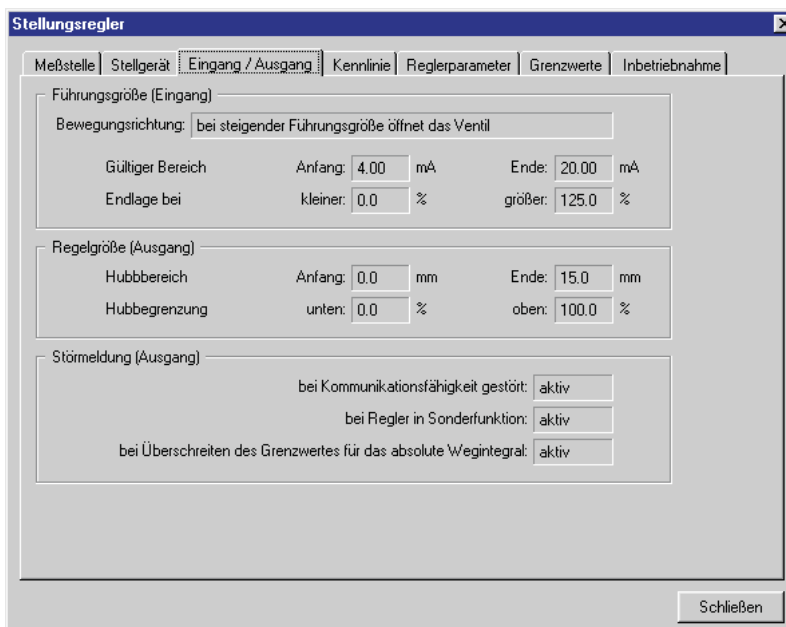 Stellungsregler
Meßstelle Stellgerät Eingang / Ausgang Kennlinie Reglerparameter Grenzwerte Inbetriebnahme
Führungsgröße (Eingang)
Bewegungsrichtung: bei steigender Führungsgröße öffnet das Ventil
Gültiger Bereich Anfang: 4.00 mA Ende: 20.00 mA
Endlage bei kleiner: 0.0 % größer: 125.0 %
Regelgröße (Ausgang)
Hubbbereich Anfang: 0.0 mm Ende: 15.0 mm
Hubbegrenzung unten: 0.0 % oben: 100.0 %
Störmeldung (Ausgang)
bei Kommunikationsfähigkeit gestört: aktiv
bei Regler in Sonderfunktion: aktiv
bei Überschreiten des Grenzwertes für das absolute Wegintegral: aktiv
Schließen